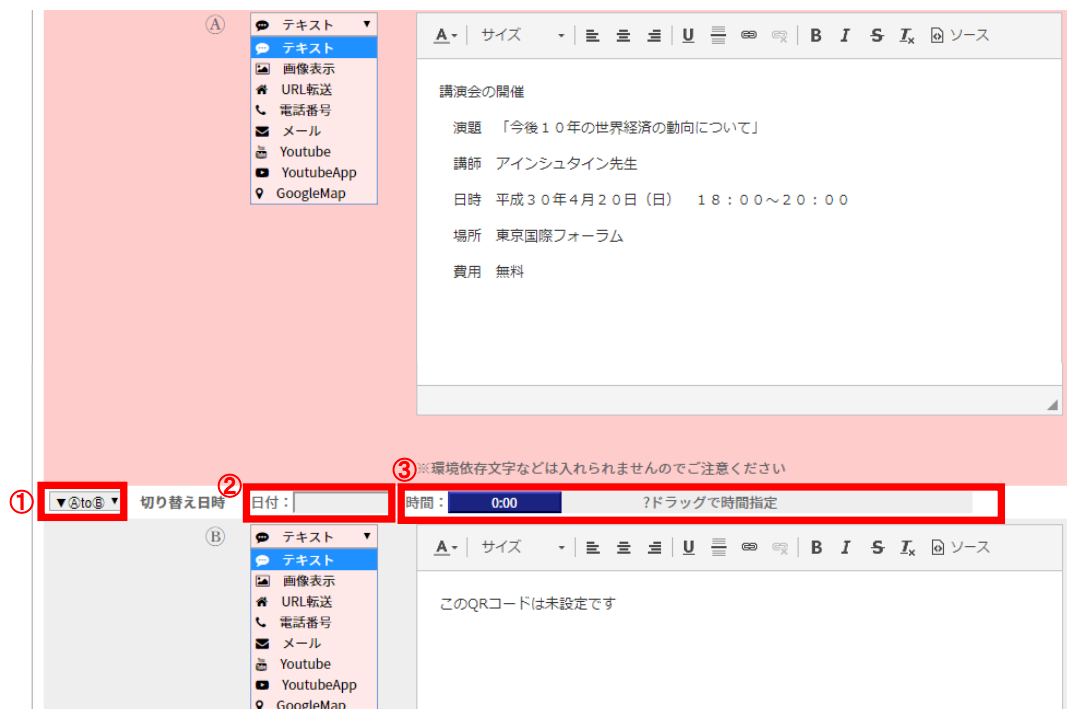 Ⓐ
テキスト ▼
テキスト
画像表示
URL転送
電話番号
メール
Youtube
YoutubeApp
GoogleMap
A サイズ U B I S Tx ソース
講演会の開催
演題 「今後１０年の世界経済の動向について」
講師 アインシュタイン先生
日時 平成３０年４月２０日（日） １８：００～２０：００
場所 東京国際フォーラム
費用 無料
※環境依存文字などは入れられませんのでご注意ください
① ▼ⒶtoⒷ ▼ 切り替え日時 ② 日付： ③ 時間： 0:00 ?ドラッグで時間指定
Ⓑ
テキスト ▼
テキスト
画像表示
URL転送
電話番号
メール
Youtube
YoutubeApp
GoogleMap
A サイズ U B I S Tx ソース
このQRコードは未設定です